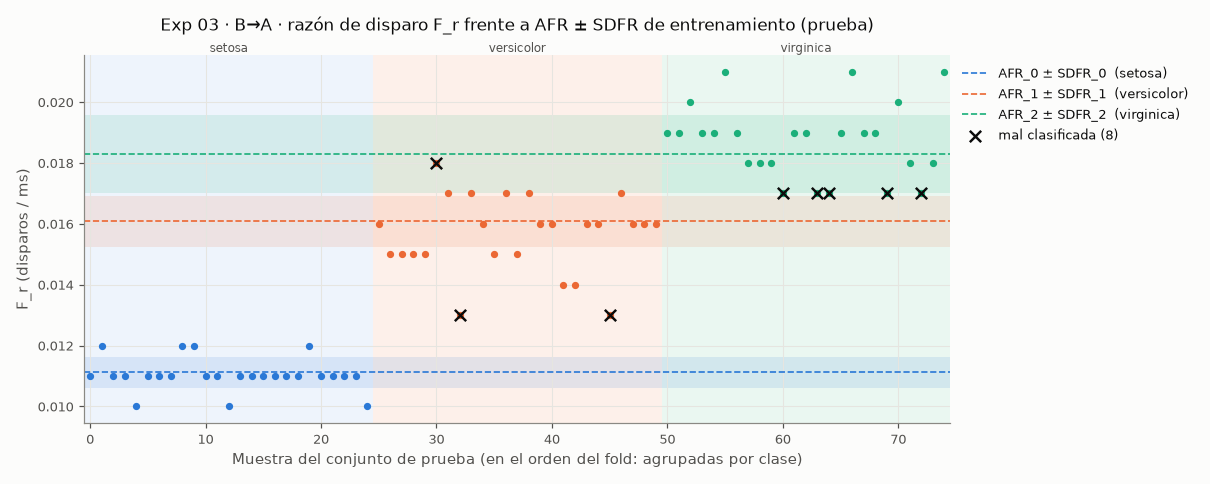 Exp 03 · B→A · razón de disparo F_r frente a AFR ± SDFR de entrenamiento (prueba)
setosa
versicolor
virginica
AFR_0 ± SDFR_0 (setosa)
AFR_1 ± SDFR_1 (versicolor)
AFR_2 ± SDFR_2 (virginica)
mal clasificada (8)
F_r (disparos / ms)
0.020
0.018
0.016
0.014
0.012
0.010
0
10
20
30
40
50
60
70
Muestra del conjunto de prueba (en el orden del fold: agrupadas por clase)